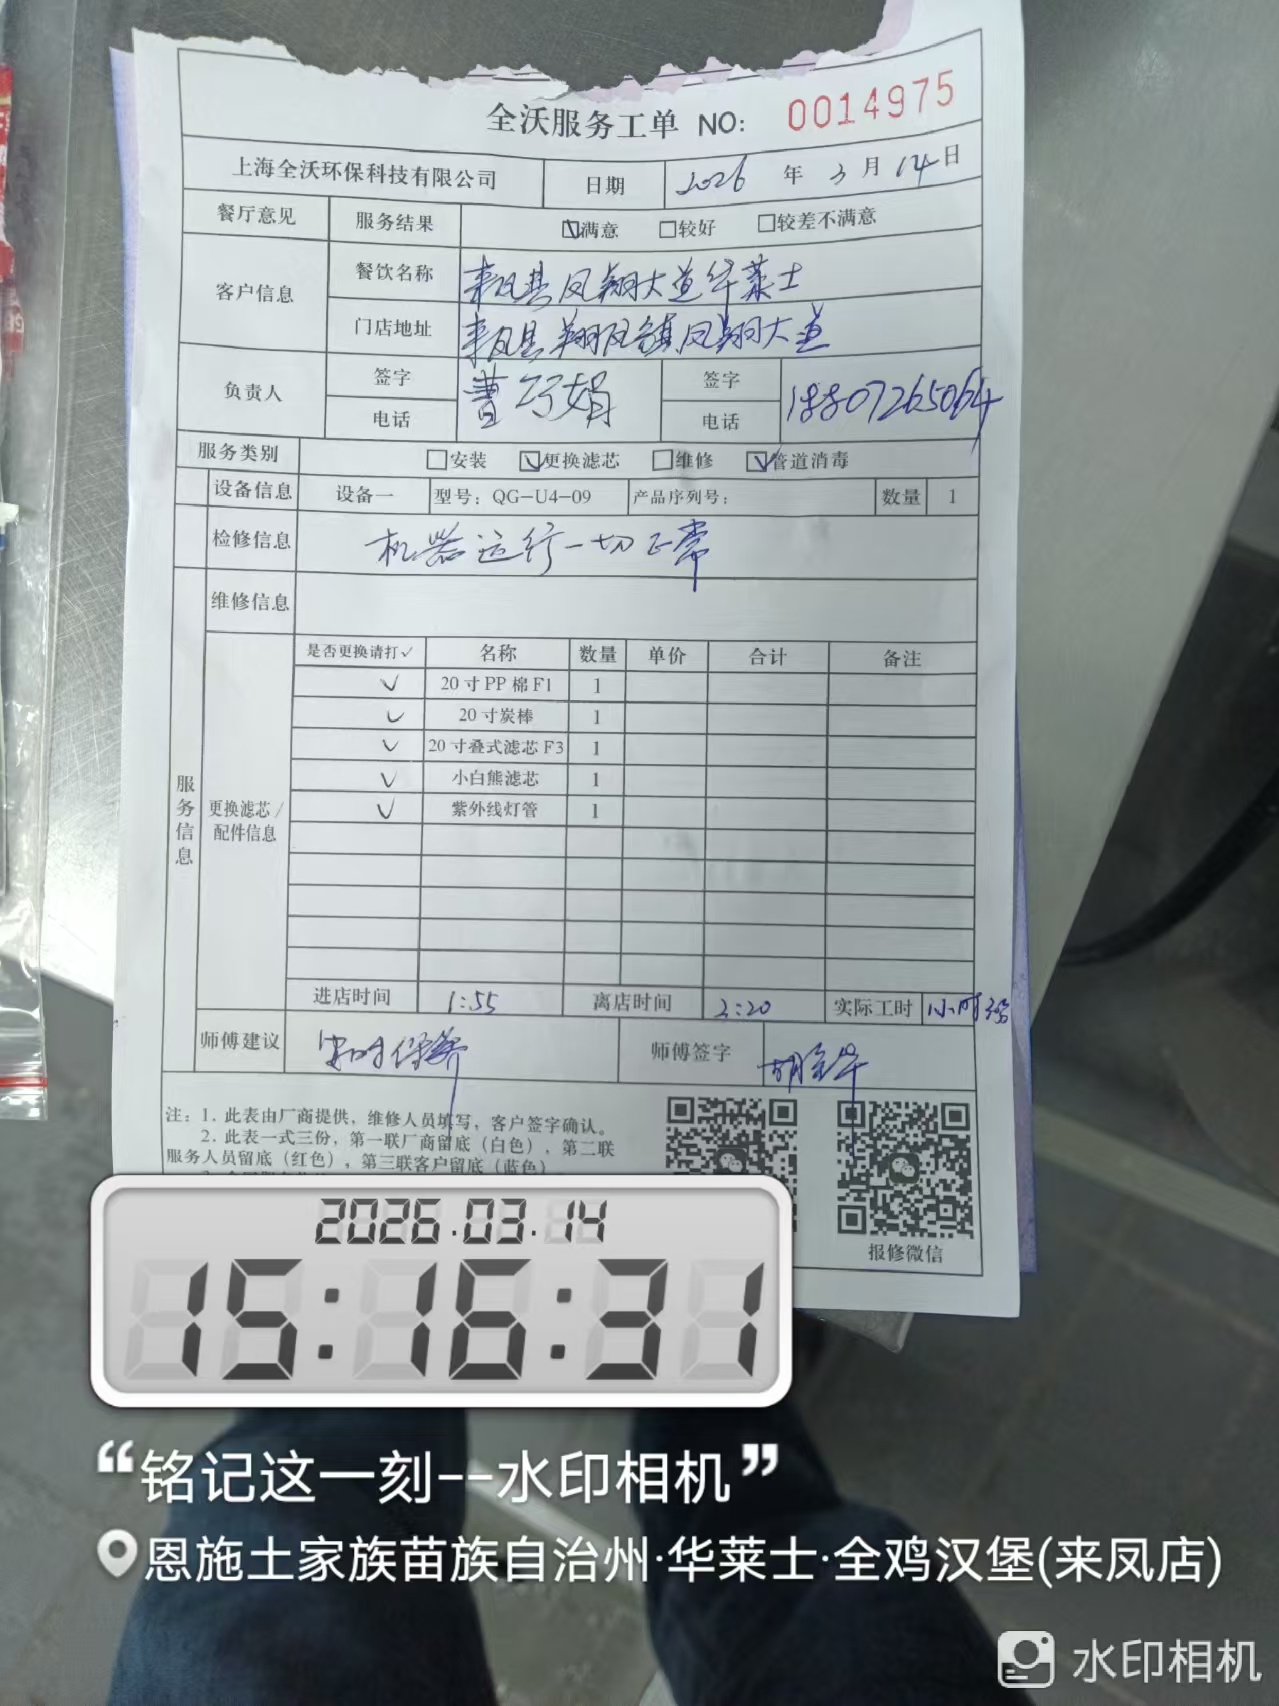 全沃服务工单 NO: 0014975
上海全沃环保科技有限公司 日期 2026 年 3 月 14 日
餐厅意见 服务结果 ☑满意 □较好 □较差不满意
客户信息 餐饮名称 来凤县凤翔大道华莱士
门店地址 来凤县翔凤镇凤翔大道
负责人 签字 曹 娟 签字
电话 电话
服务类别 □安装 ☑更换滤芯 □维修 ☑管道消毒
设备信息 设备一 型号: QG-U4-09 产品序列号: 数量 1
检修信息 机器运行一切正常
维修信息
服务信息
更换滤芯/
配件信息
是否更换请打✓ 名称 数量 单价 合计 备注
✓ 20寸PP棉F1 1
✓ 20寸炭棒 1
✓ 20寸叠式滤芯F3 1
✓ 小白熊滤芯 1
✓ 紫外线灯管 1
进店时间 1:55 离店时间 2:20 实际工时 小时
师傅建议 保养 师傅签字 胡 华
注: 1. 此表由厂商提供, 维修人员填写, 客户签字确认。
2. 此表一式三份, 第一联厂商留底(白色), 第二联
服务人员留底(红色), 第三联客户留底(蓝色)
报修微信
2026.03.14
15:16:31
“铭记这一刻--水印相机”
恩施土家族苗族自治州·华莱士·全鸡汉堡(来凤店)
水印相机